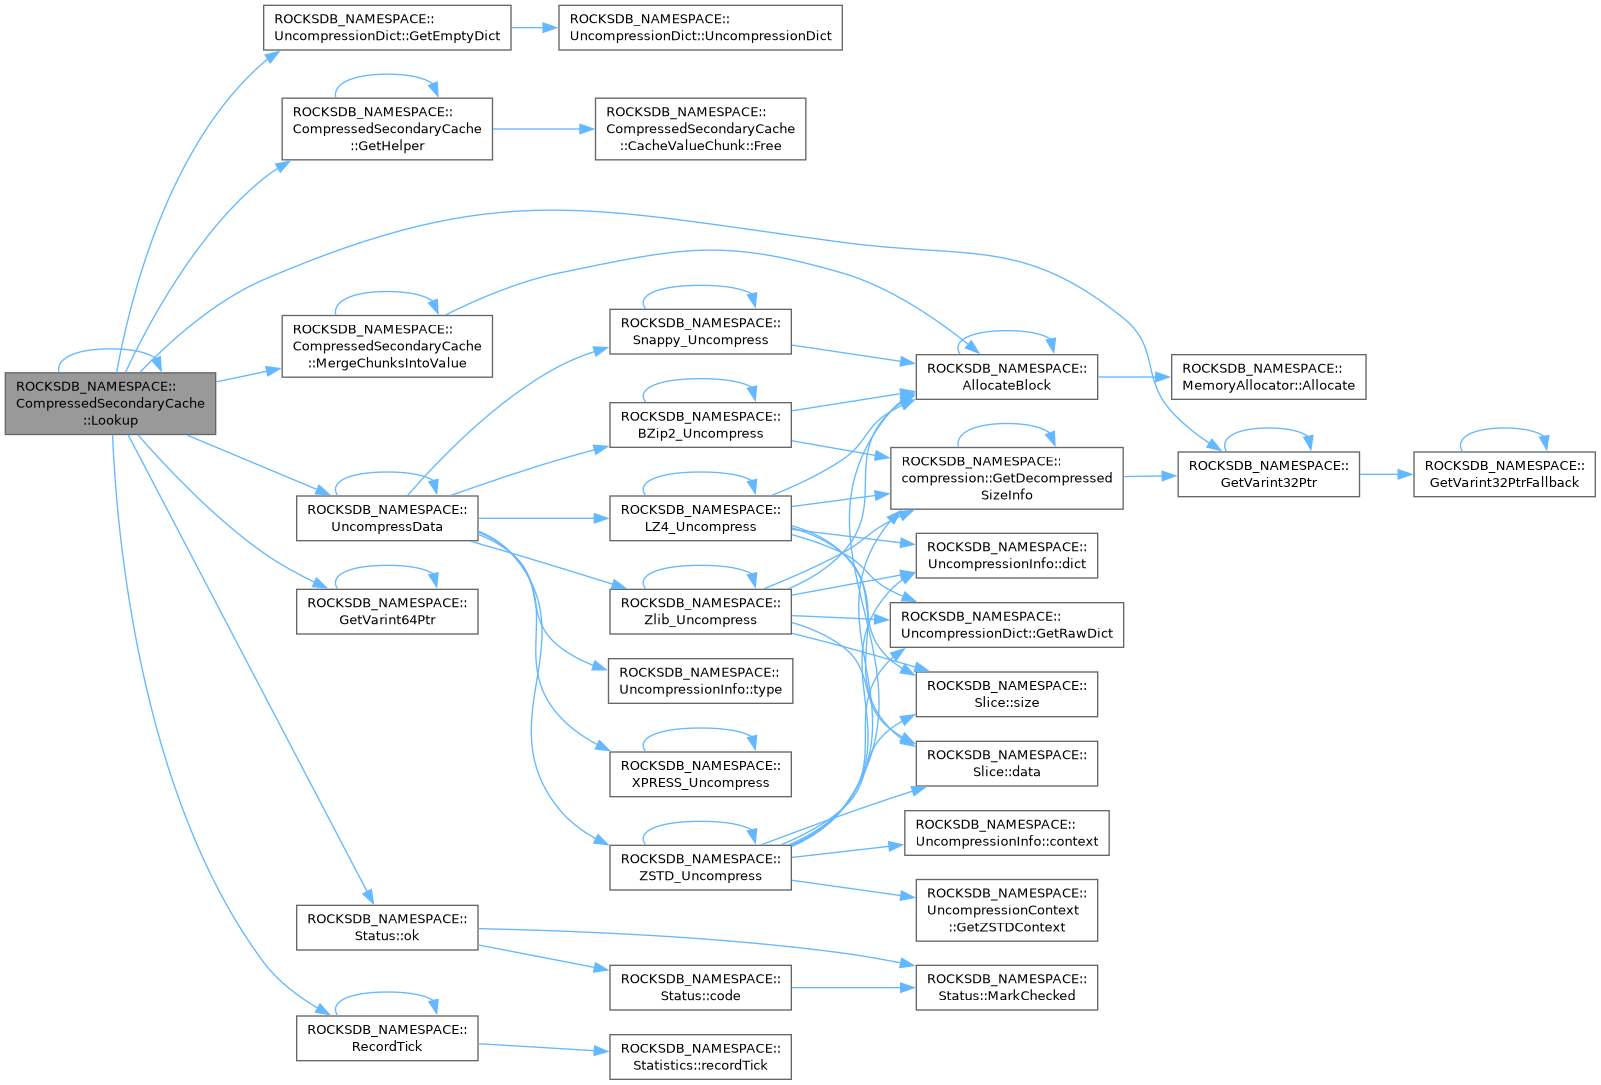 ROCKSDB_NAMESPACE::
CompressedSecondaryCache
::Lookup
ROCKSDB_NAMESPACE::
UncompressionDict::GetEmptyDict
ROCKSDB_NAMESPACE::
UncompressionDict::UncompressionDict
ROCKSDB_NAMESPACE::
CompressedSecondaryCache
::GetHelper
ROCKSDB_NAMESPACE::
CompressedSecondaryCache
::CacheValueChunk::Free
ROCKSDB_NAMESPACE::
CompressedSecondaryCache
::MergeChunksIntoValue
ROCKSDB_NAMESPACE::
UncompressData
ROCKSDB_NAMESPACE::
GetVarint64Ptr
ROCKSDB_NAMESPACE::
Status::ok
ROCKSDB_NAMESPACE::
RecordTick
ROCKSDB_NAMESPACE::
Snappy_Uncompress
ROCKSDB_NAMESPACE::
BZip2_Uncompress
ROCKSDB_NAMESPACE::
LZ4_Uncompress
ROCKSDB_NAMESPACE::
Zlib_Uncompress
ROCKSDB_NAMESPACE::
UncompressionInfo::type
ROCKSDB_NAMESPACE::
XPRESS_Uncompress
ROCKSDB_NAMESPACE::
ZSTD_Uncompress
ROCKSDB_NAMESPACE::
Status::code
ROCKSDB_NAMESPACE::
Statistics::recordTick
ROCKSDB_NAMESPACE::
AllocateBlock
ROCKSDB_NAMESPACE::
compression::GetDecompressed
SizeInfo
ROCKSDB_NAMESPACE::
UncompressionInfo::dict
ROCKSDB_NAMESPACE::
UncompressionDict::GetRawDict
ROCKSDB_NAMESPACE::
Slice::size
ROCKSDB_NAMESPACE::
Slice::data
ROCKSDB_NAMESPACE::
UncompressionInfo::context
ROCKSDB_NAMESPACE::
UncompressionContext
::GetZSTDContext
ROCKSDB_NAMESPACE::
Status::MarkChecked
ROCKSDB_NAMESPACE::
MemoryAllocator::Allocate
ROCKSDB_NAMESPACE::
GetVarint32Ptr
ROCKSDB_NAMESPACE::
GetVarint32PtrFallback